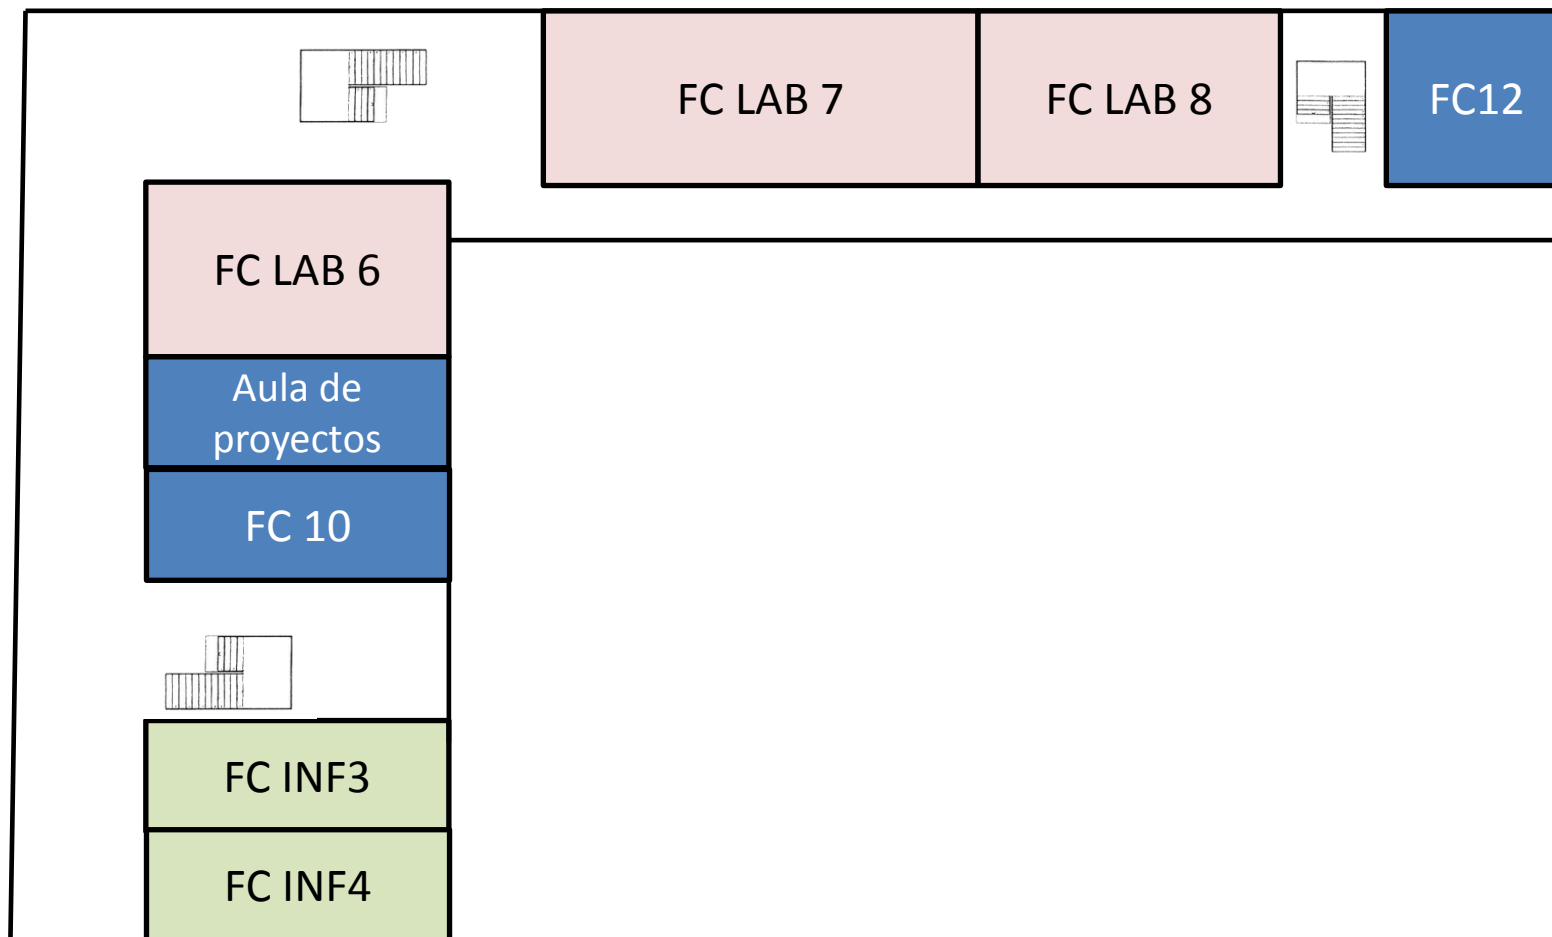 FC LAB 7
FC LAB 8
FC12
FC LAB 6
Aula de
proyectos
FC 10
FC INF3
FC INF4